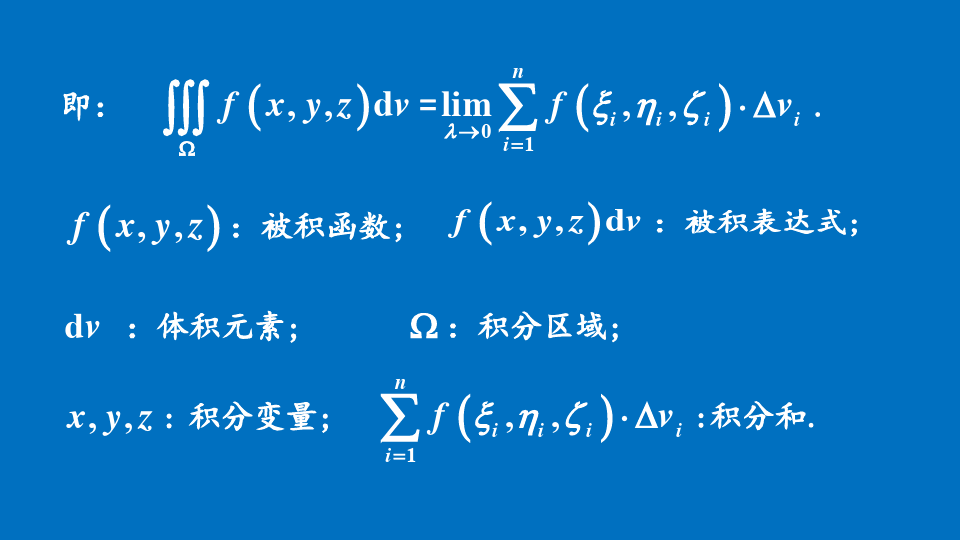 即： ∭_Ω f(x, y, z)dv = lim_{λ→0} ∑_{i=1}^{n} f(ξ_i, η_i, ζ_i)·Δv_i .
f(x, y, z)：被积函数； f(x, y, z)dv：被积表达式；
dv ：体积元素； Ω：积分区域；
x, y, z：积分变量； ∑_{i=1}^{n} f(ξ_i, η_i, ζ_i)·Δv_i :积分和.